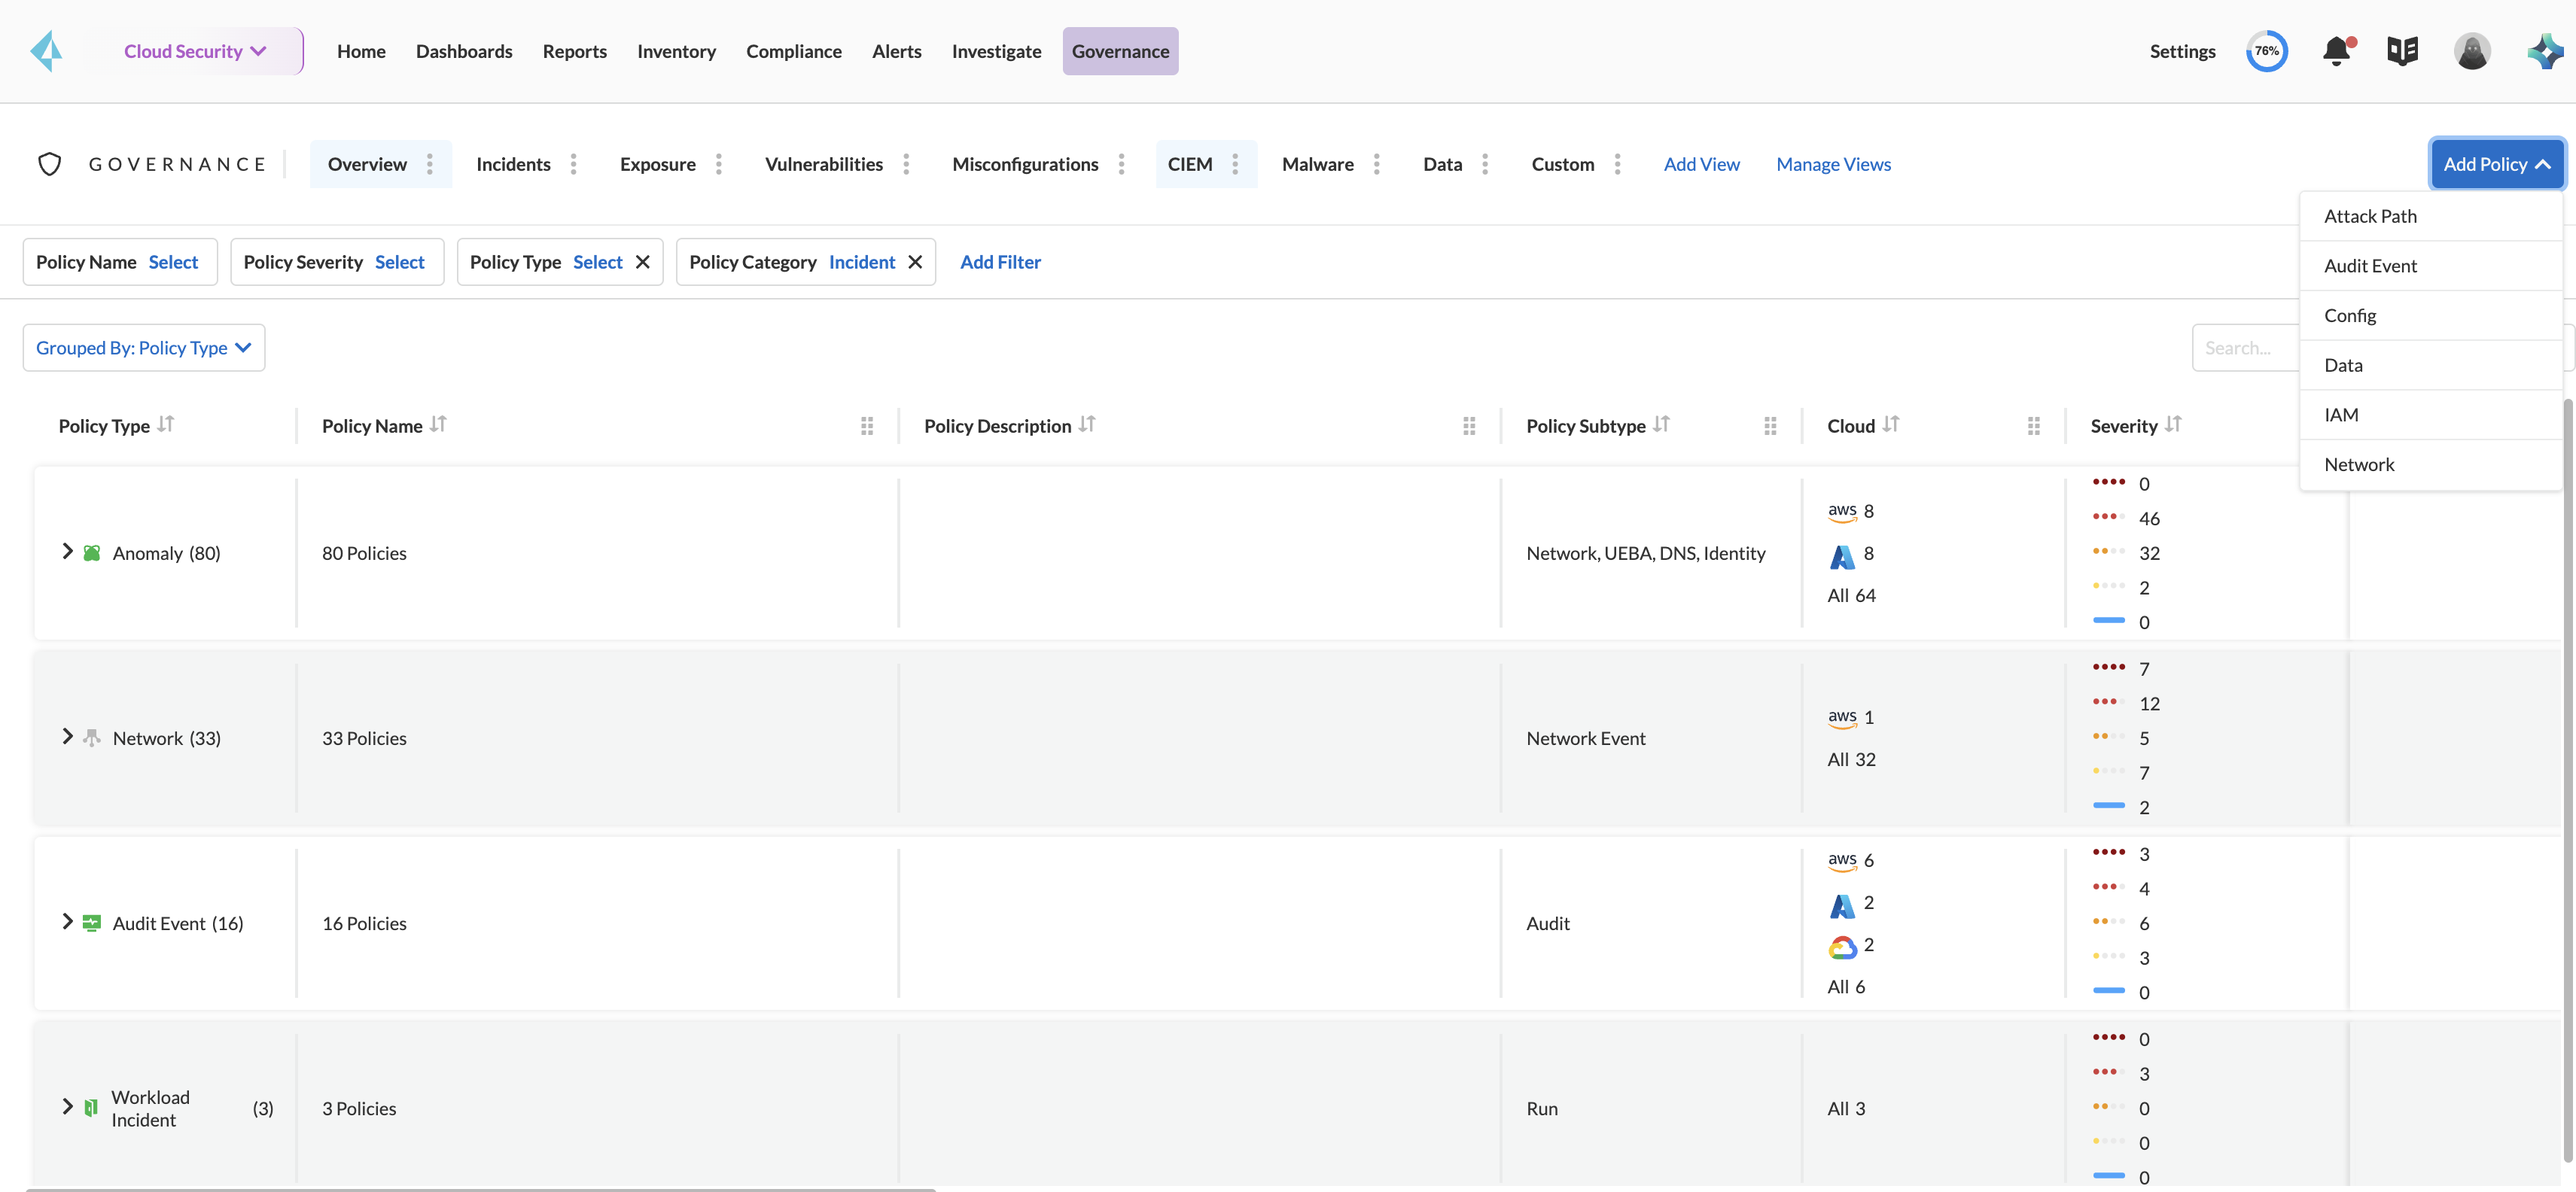 Cloud Security Home Dashboards Reports Inventory Compliance Alerts Investigate Governance Settings 76%
GOVERNANCE Overview Incidents Exposure Vulnerabilities Misconfigurations CIEM Malware Data Custom Add View Manage Views Add Policy
Attack Path
Audit Event
Config
Data
IAM
Network
Policy Name Select Policy Severity Select Policy Type Select Policy Category Incident Add Filter
Grouped By: Policy Type Search...
Policy Type Policy Name Policy Description Policy Subtype Cloud Severity
Anomaly (80) 80 Policies Network, UEBA, DNS, Identity
aws 8
8
All 64
0
46
32
2
0
Network (33) 33 Policies Network Event
aws 1
All 32
7
12
5
7
2
Audit Event (16) 16 Policies Audit
aws 6
2
2
All 6
3
4
6
3
0
Workload
Incident (3) 3 Policies Run All 3
0
3
0
0
0